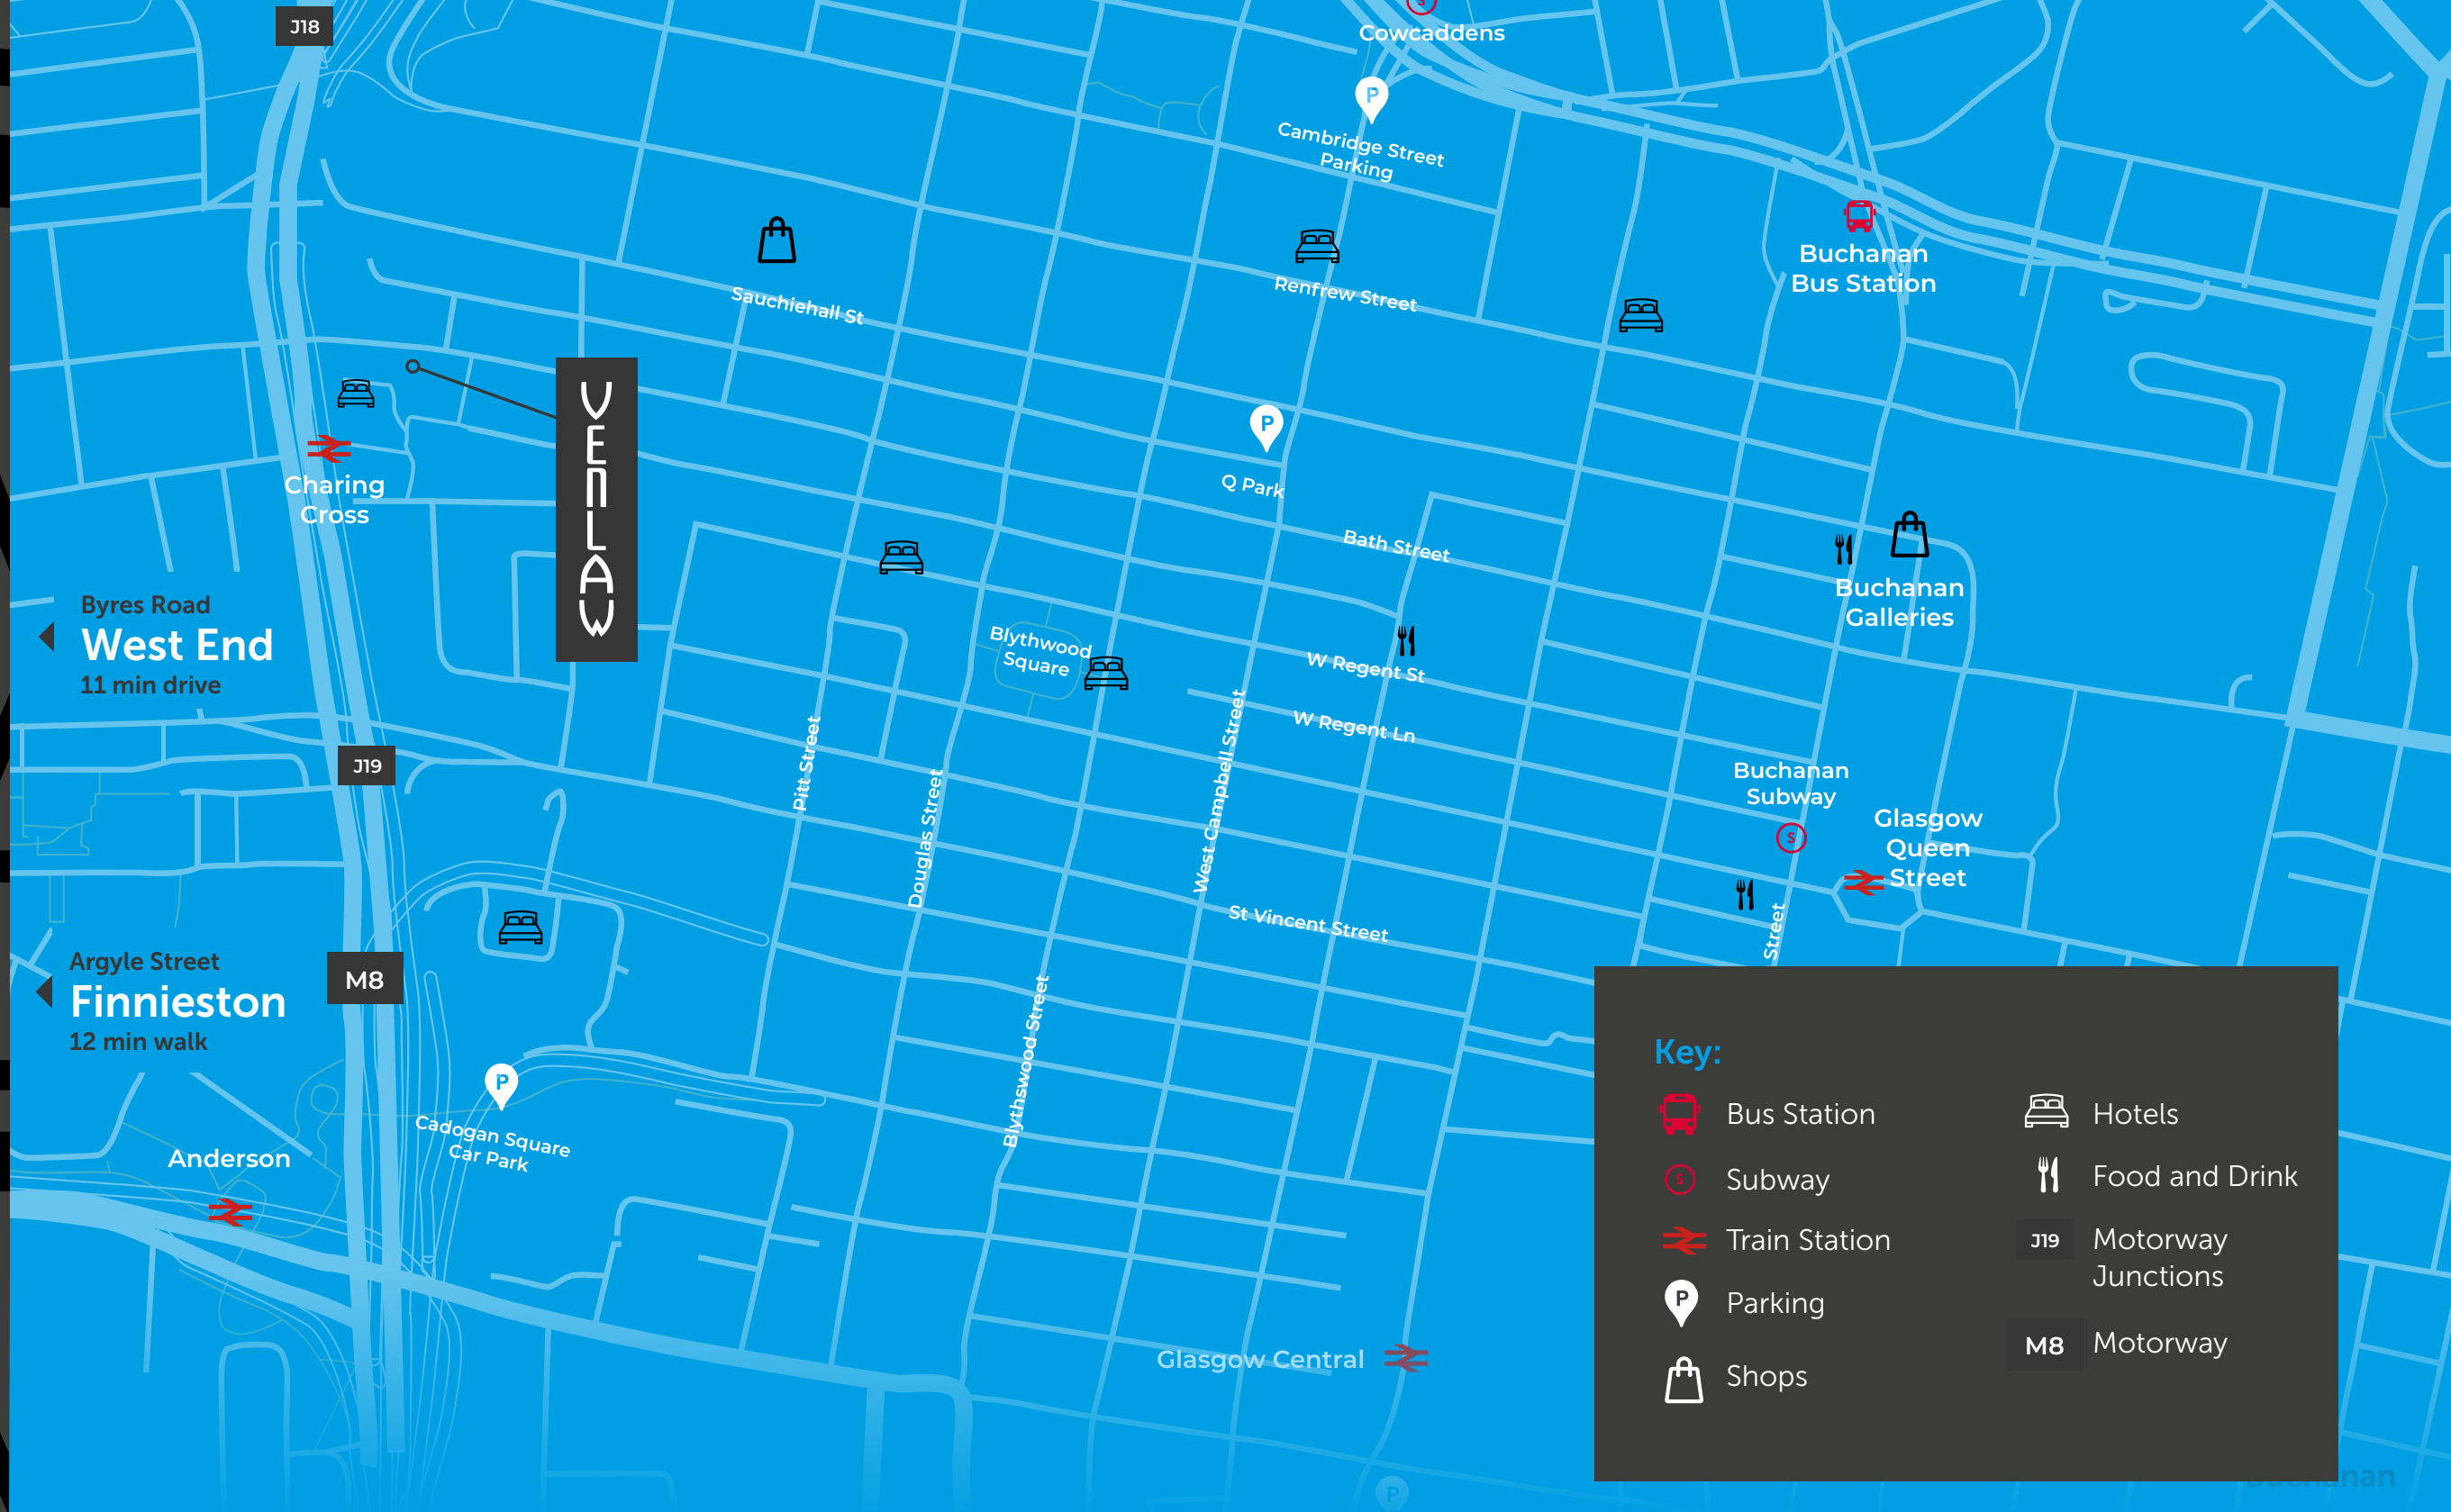 J18
S
Cowcaddens
P
Cambridge Street
Parking
Buchanan
Bus Station
Sauchiehall St
Renfrew Street
VENLAW
P
Q Park
Charing
Cross
Bath Street
Buchanan
Galleries
Byres Road
West End
11 min drive
Blythwood
Square
W Regent St
W Regent Ln
Pitt Street
Douglas Street
West Campbell Street
J19
Buchanan
Subway
S
Glasgow
Queen
Street
St Vincent Street
Street
Argyle Street
Finnieston
12 min walk
M8
Blythswood Street
P
Cadogan Square
Car Park
Anderson
Glasgow Central
P
Key:
Bus Station
S
Subway
Train Station
P
Parking
Shops
Hotels
Food and Drink
J19
Motorway
Junctions
M8
Motorway